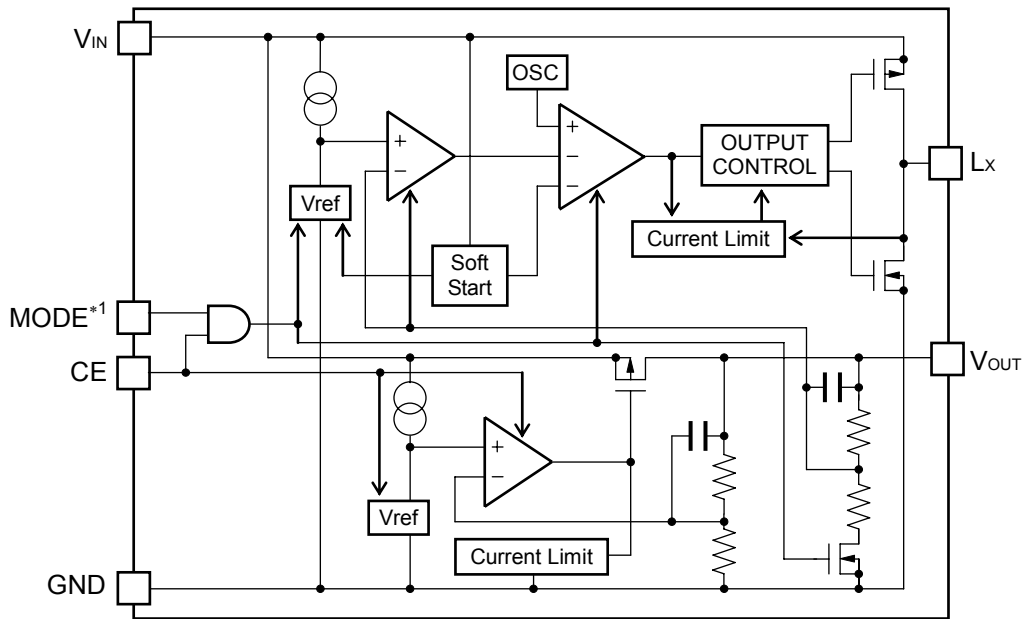 VIN
OSC
+
−
+
−
−
OUTPUT
CONTROL
LX
Vref
Current Limit
Soft
Start
MODE*1
CE
VOUT
+
−
Vref
Current Limit
GND